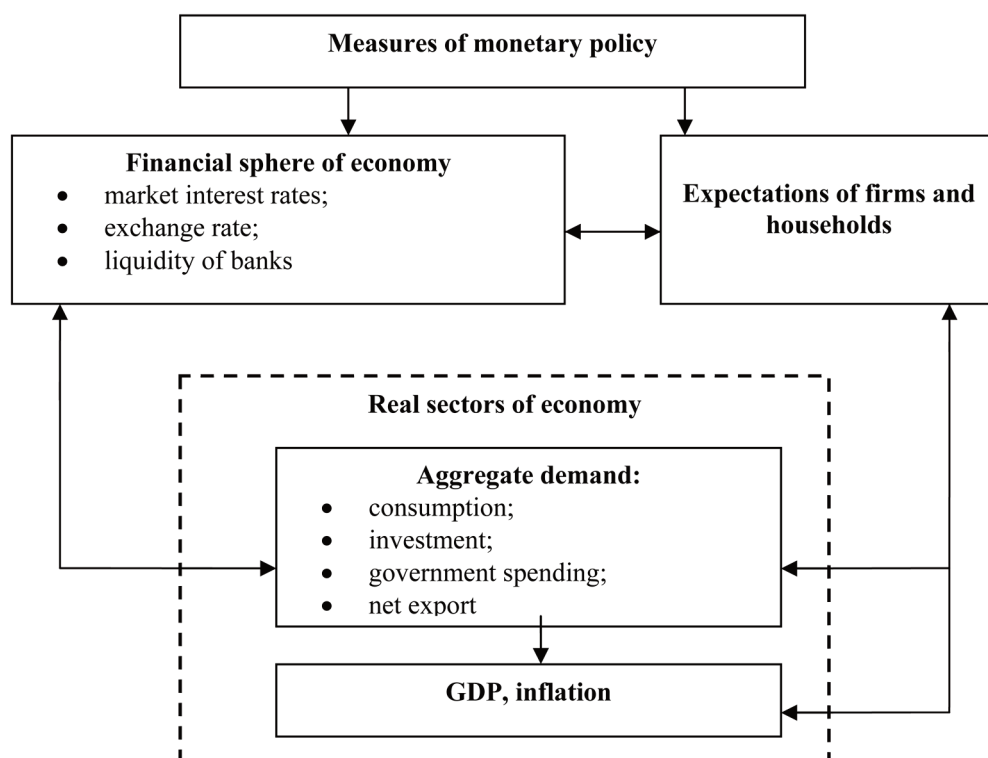 Measures of monetary policy
Financial sphere of economy
• market interest rates;
• exchange rate;
• liquidity of banks
Expectations of firms and
households
Real sectors of economy
Aggregate demand:
• consumption;
• investment;
• government spending;
• net export
GDP, inflation